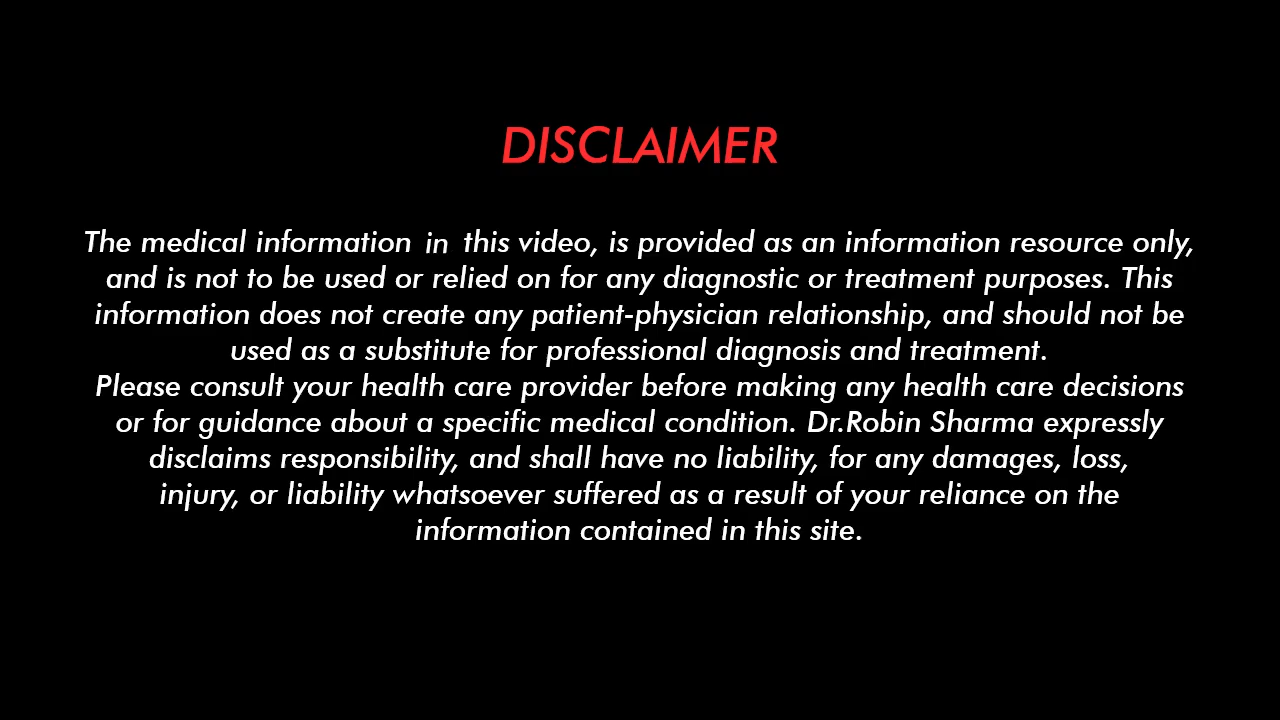 DISCLAIMER
The medical information in this video, is provided as an information resource only,
and is not to be used or relied on for any diagnostic or treatment purposes. This
information does not create any patient-physician relationship, and should not be
used as a substitute for professional diagnosis and treatment.
Please consult your health care provider before making any health care decisions
or for guidance about a specific medical condition. Dr.Robin Sharma expressly
disclaims responsibility, and shall have no liability, for any damages, loss,
injury, or liability whatsoever suffered as a result of your reliance on the
information contained in this site.